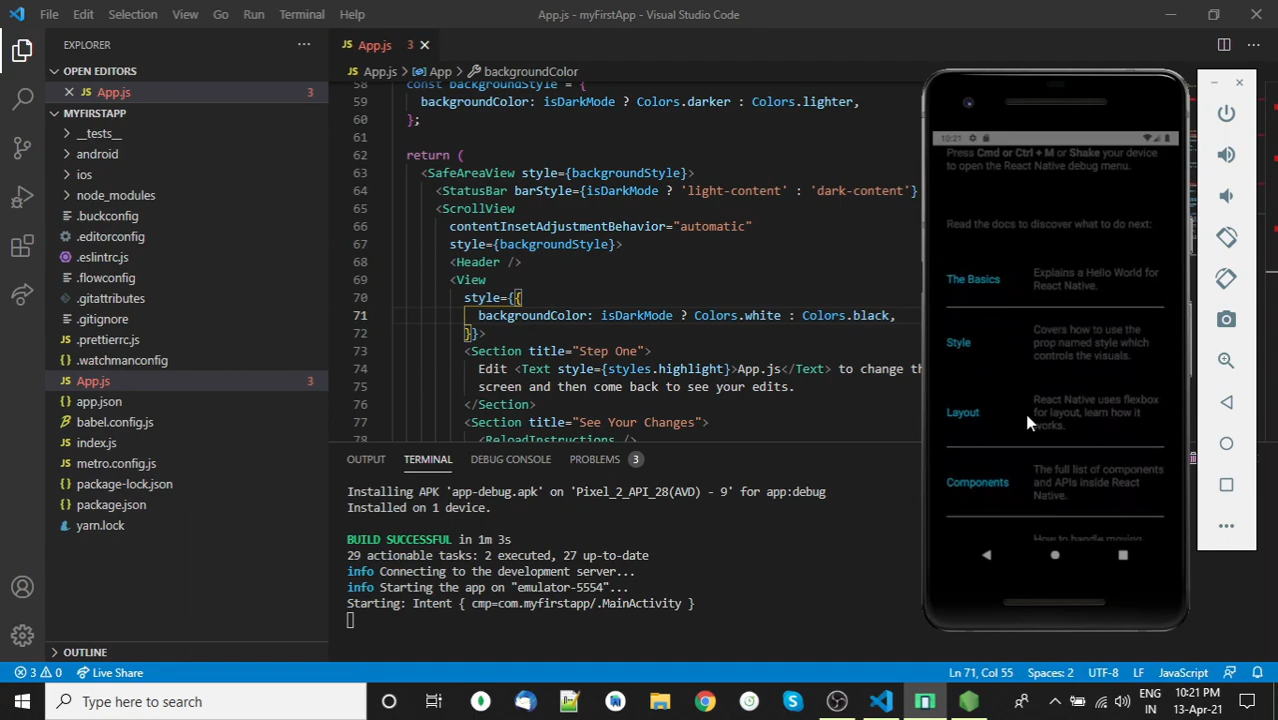 File Edit Selection View Go Run Terminal Help
App.js - myFirstApp - Visual Studio Code
EXPLORER
OPEN EDITORS
App.js 3
MYFIRSTAPP
__tests__
android
ios
node_modules
.buckconfig
.editorconfig
.eslintrc.js
.flowconfig
.gitattributes
.gitignore
.prettierrc.js
.watchmanconfig
App.js 3
app.json
babel.config.js
index.js
metro.config.js
package-lock.json
package.json
yarn.lock
OUTLINE
App.js 3
App.js > App > backgroundColor
58 const backgroundStyle = {
59 backgroundColor: isDarkMode ? Colors.darker : Colors.lighter,
60 };
61
62 return (
63 <SafeAreaView style={backgroundStyle}>
64 <StatusBar barStyle={isDarkMode ? 'light-content' : 'dark-content'}
65 <ScrollView
66 contentInsetAdjustmentBehavior="automatic"
67 style={backgroundStyle}>
68 <Header />
69 <View
70 style={{
71 backgroundColor: isDarkMode ? Colors.white : Colors.black,
72 }}>
73 <Section title="Step One">
74 Edit <Text style={styles.highlight}>App.js</Text> to change th
75 screen and then come back to see your edits.
76 </Section>
77 <Section title="See Your Changes">
78 <ReloadInstructions />
OUTPUT TERMINAL DEBUG CONSOLE PROBLEMS 3
Installing APK 'app-debug.apk' on 'Pixel_2_API_28(AVD) - 9' for app:debug
Installed on 1 device.
BUILD SUCCESSFUL in 1m 3s
29 actionable tasks: 2 executed, 27 up-to-date
info Connecting to the development server...
info Starting the app on "emulator-5554"...
Starting: Intent { cmp=com.myfirstapp/.MainActivity }
10:21
Press Cmd or Ctrl + M or Shake your device
to open the React Native debug menu.
Read the docs to discover what to do next:
The Basics
Explains a Hello World for
React Native.
Style
Covers how to use the
prop named style which
controls the visuals.
Layout
React Native uses flexbox
for layout, learn how it
works.
Components
The full list of components
and APIs inside React
Native.
How to handle moving
3 0 Live Share
Ln 71, Col 55 Spaces: 2 UTF-8 LF JavaScript
Type here to search
ENG
IN
10:21 PM
13-Apr-21